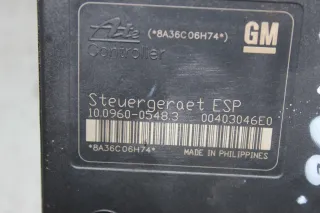 Ate (*8A36C06H74*) GM
Controller
Steuergeraet ESP
10.0960-0548.3 00403046E0
*8A36C06H74* MADE IN PHILIPPINES